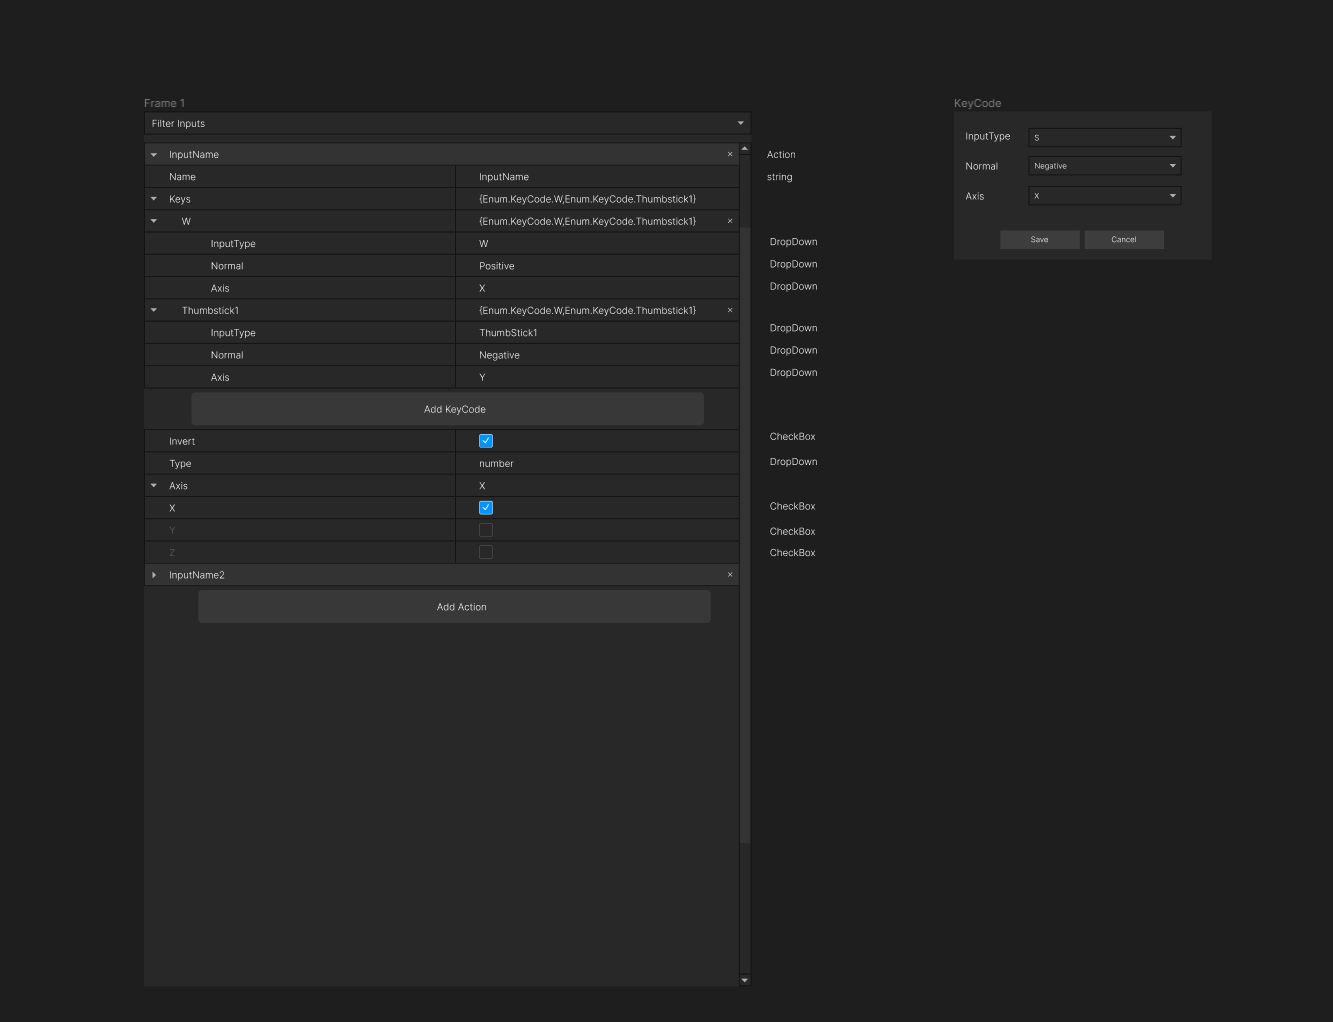 Frame 1
Filter Inputs
InputName
Action
Name InputName
string
Keys {Enum.KeyCode.W,Enum.KeyCode.Thumbstick1}
W {Enum.KeyCode.W,Enum.KeyCode.Thumbstick1}
InputType W
DropDown
Normal Positive
DropDown
Axis X
DropDown
Thumbstick1 {Enum.KeyCode.W,Enum.KeyCode.Thumbstick1}
InputType ThumbStick1
DropDown
Normal Negative
DropDown
Axis Y
DropDown
Add KeyCode
Invert
CheckBox
Type number
DropDown
Axis X
X
CheckBox
Y
CheckBox
Z
CheckBox
InputName2
Add Action
KeyCode
InputType S
Normal Negative
Axis X
Save Cancel